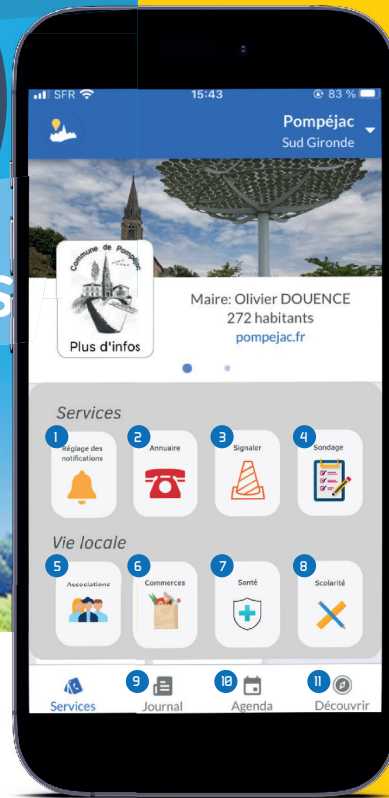 SFR 15:43 83 %
Pompéjac
Sud Gironde
Commune de Pompéjac
Plus d'infos
Maire: Olivier DOUENCE
272 habitants
pompejac.fr
Services
1 2 3 4
Réglage des notifications Annuaire Signaler Sondage
Vie locale
5 6 7 8
Associations Commerces Santé Scolarité
9 10 11
Services Journal Agenda Découvrir